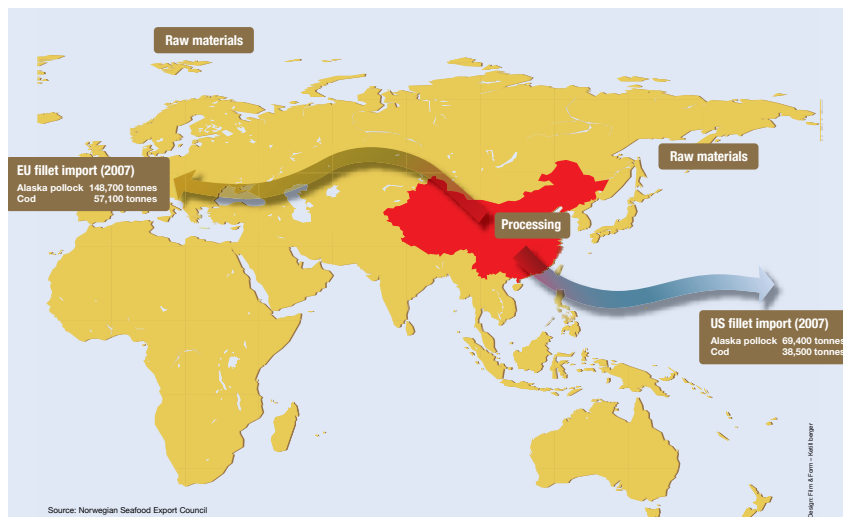 Raw materials
Raw materials
EU fillet import (2007)
Alaska pollock 148,700 tonnes
Cod 57,100 tonnes
Processing
US fillet import (2007)
Alaska pollock 69,400 tonnes
Cod 38,500 tonnes
Source: Norwegian Seafood Export Council
Design: Film & Form – Ketill berger